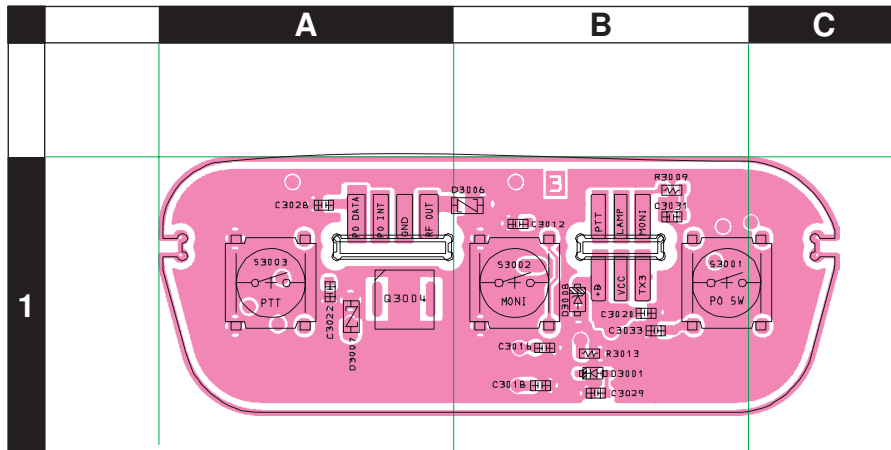 A B C
1
3
R3009
D3006
C3028
PO DATA
PO INT
GND
RF OUT
C3012
PTT
LAMP
MONI
C3031
S3003
PTT
C3022
D3007
Q3004
S3002
MONI
D3008
+B
VCC
TX3
S3001
PO SW
C3020
C3033
C3016
R3013
D3001
C3018
C3029